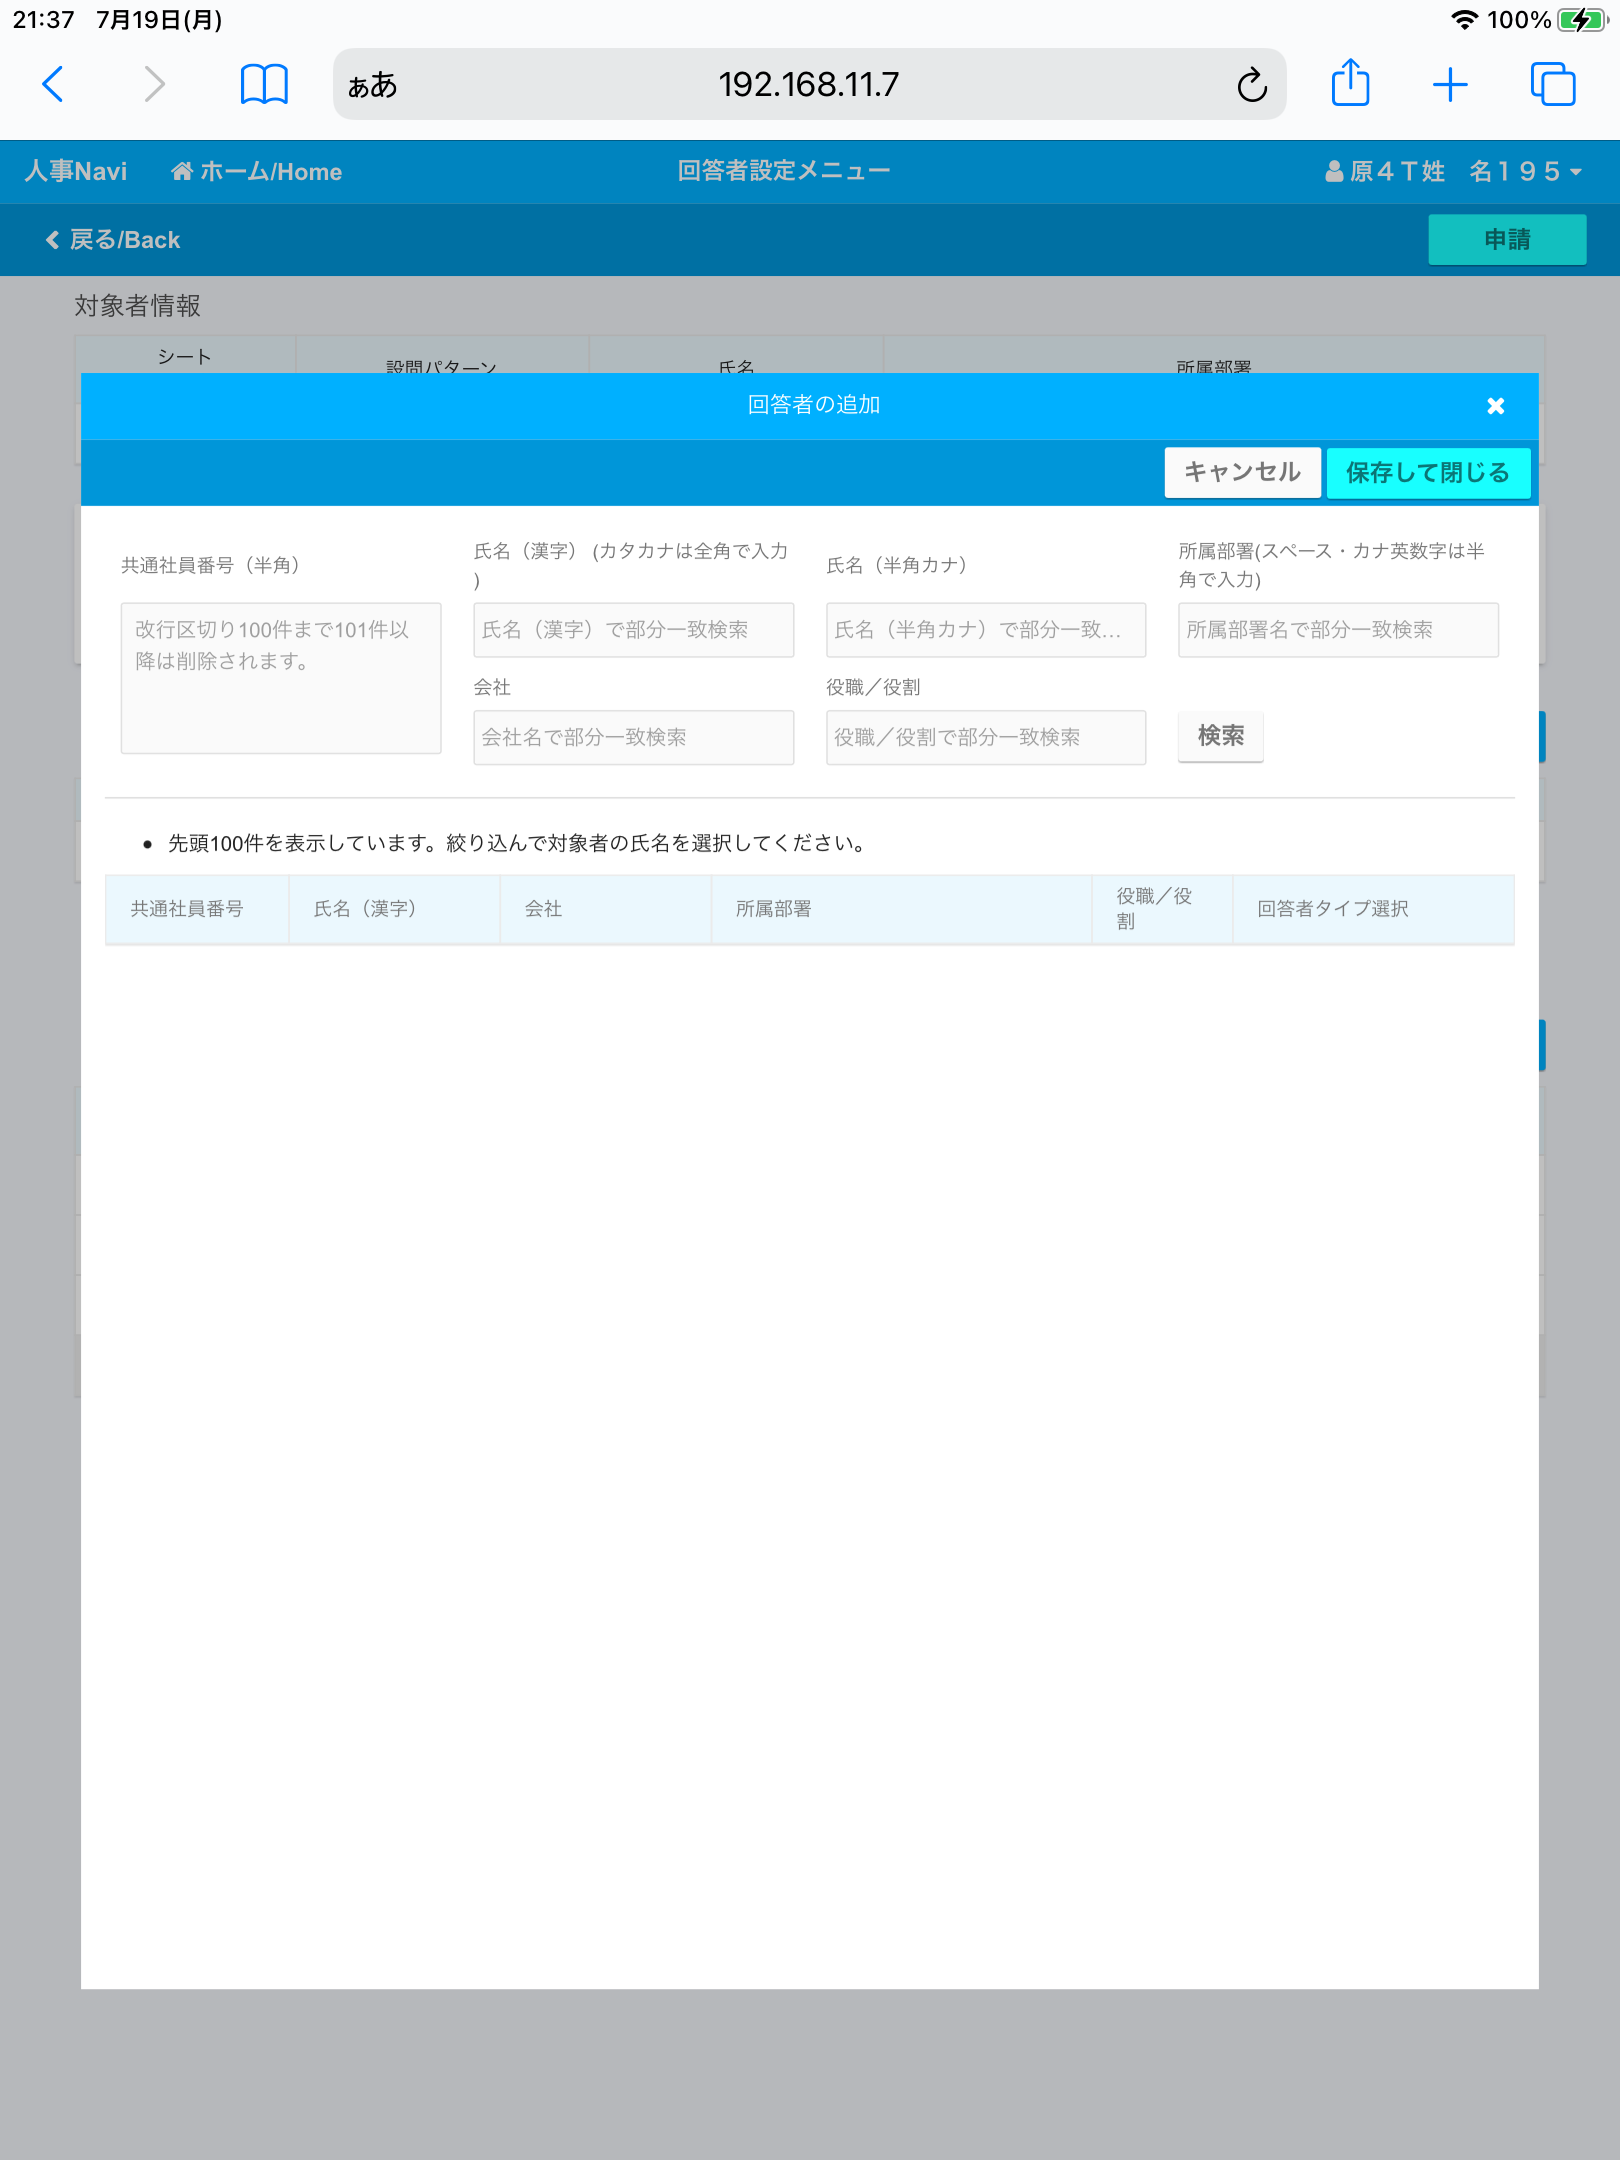 21:37 7月19日(月) 100%
ぁあ 192.168.11.7
人事Navi ホーム/Home 回答者設定メニュー 原４Ｔ姓　名１９５
戻る/Back 申請
対象者情報
シート
設問パターン 氏名 所属部署
回答者の追加
キャンセル 保存して閉じる
共通社員番号（半角）
氏名（漢字） (カタカナは全角で入力
)
氏名（半角カナ）
所属部署(スペース・カナ英数字は半
角で入力)
改行区切り100件まで101件以
降は削除されます。
氏名（漢字）で部分一致検索
氏名（半角カナ）で部分一致…
所属部署名で部分一致検索
会社
役職／役割
会社名で部分一致検索
役職／役割で部分一致検索
検索
• 先頭100件を表示しています。絞り込んで対象者の氏名を選択してください。
共通社員番号 氏名（漢字） 会社 所属部署
役職／役
割
回答者タイプ選択